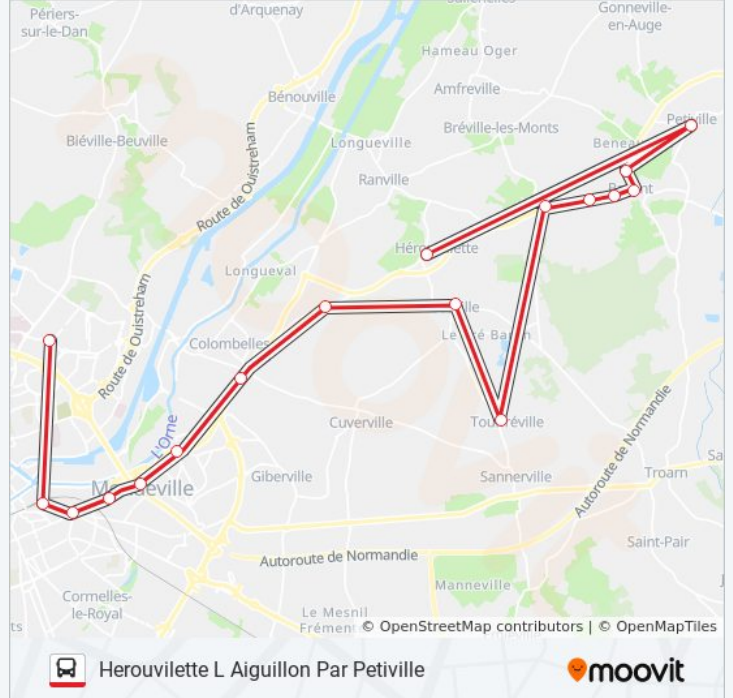 Périers-
sur-le-Dan
d'Arquenay
Gonneville-
en-Auge
Hameau Oger
Amfreville
Bénouville
Petiville
Bréville-les-Monts
Biéville-Beuville
Longueville
Ranville
Route de Ouistreham
Longueval
Route de Ouistreham
Colombelles
L'Orne
Cuverville
Autoroute de Normandie
Giberville
Sannerville
Troarn
Saint-Pair
Autoroute de Normandie
Manneville
Cormelles-
le-Royal
Le Mesnil
© OpenStreetMap contributors | © OpenMapTiles
Herouvilette L Aiguillon Par Petiville
moovit